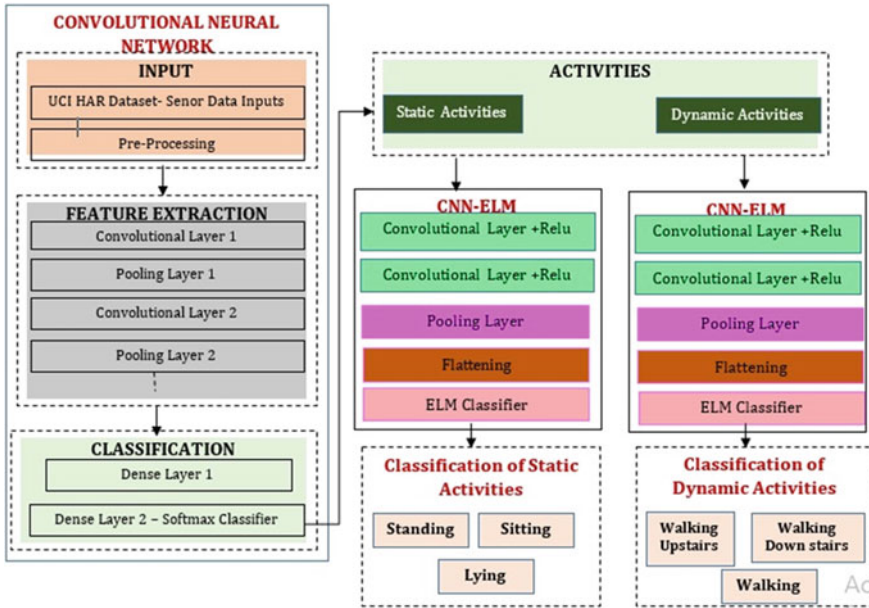 CONVOLUTIONAL NEURAL
NETWORK
INPUT
UCI HAR Dataset- Senor Data Inputs
Pre-Processing
FEATURE EXTRACTION
Convolutional Layer 1
Pooling Layer 1
Convolutional Layer 2
Pooling Layer 2
CLASSIFICATION
Dense Layer 1
Dense Layer 2 – Softmax Classifier
ACTIVITIES
Static Activities
Dynamic Activities
CNN-ELM
Convolutional Layer +Relu
Convolutional Layer +Relu
Pooling Layer
Flattening
ELM Classifier
Classification of Static
Activities
Standing
Sitting
Lying
CNN-ELM
Convolutional Layer +Relu
Convolutional Layer +Relu
Pooling Layer
Flattening
ELM Classifier
Classification of
Dynamic Activities
Walking
Upstairs
Walking
Down stairs
Walking